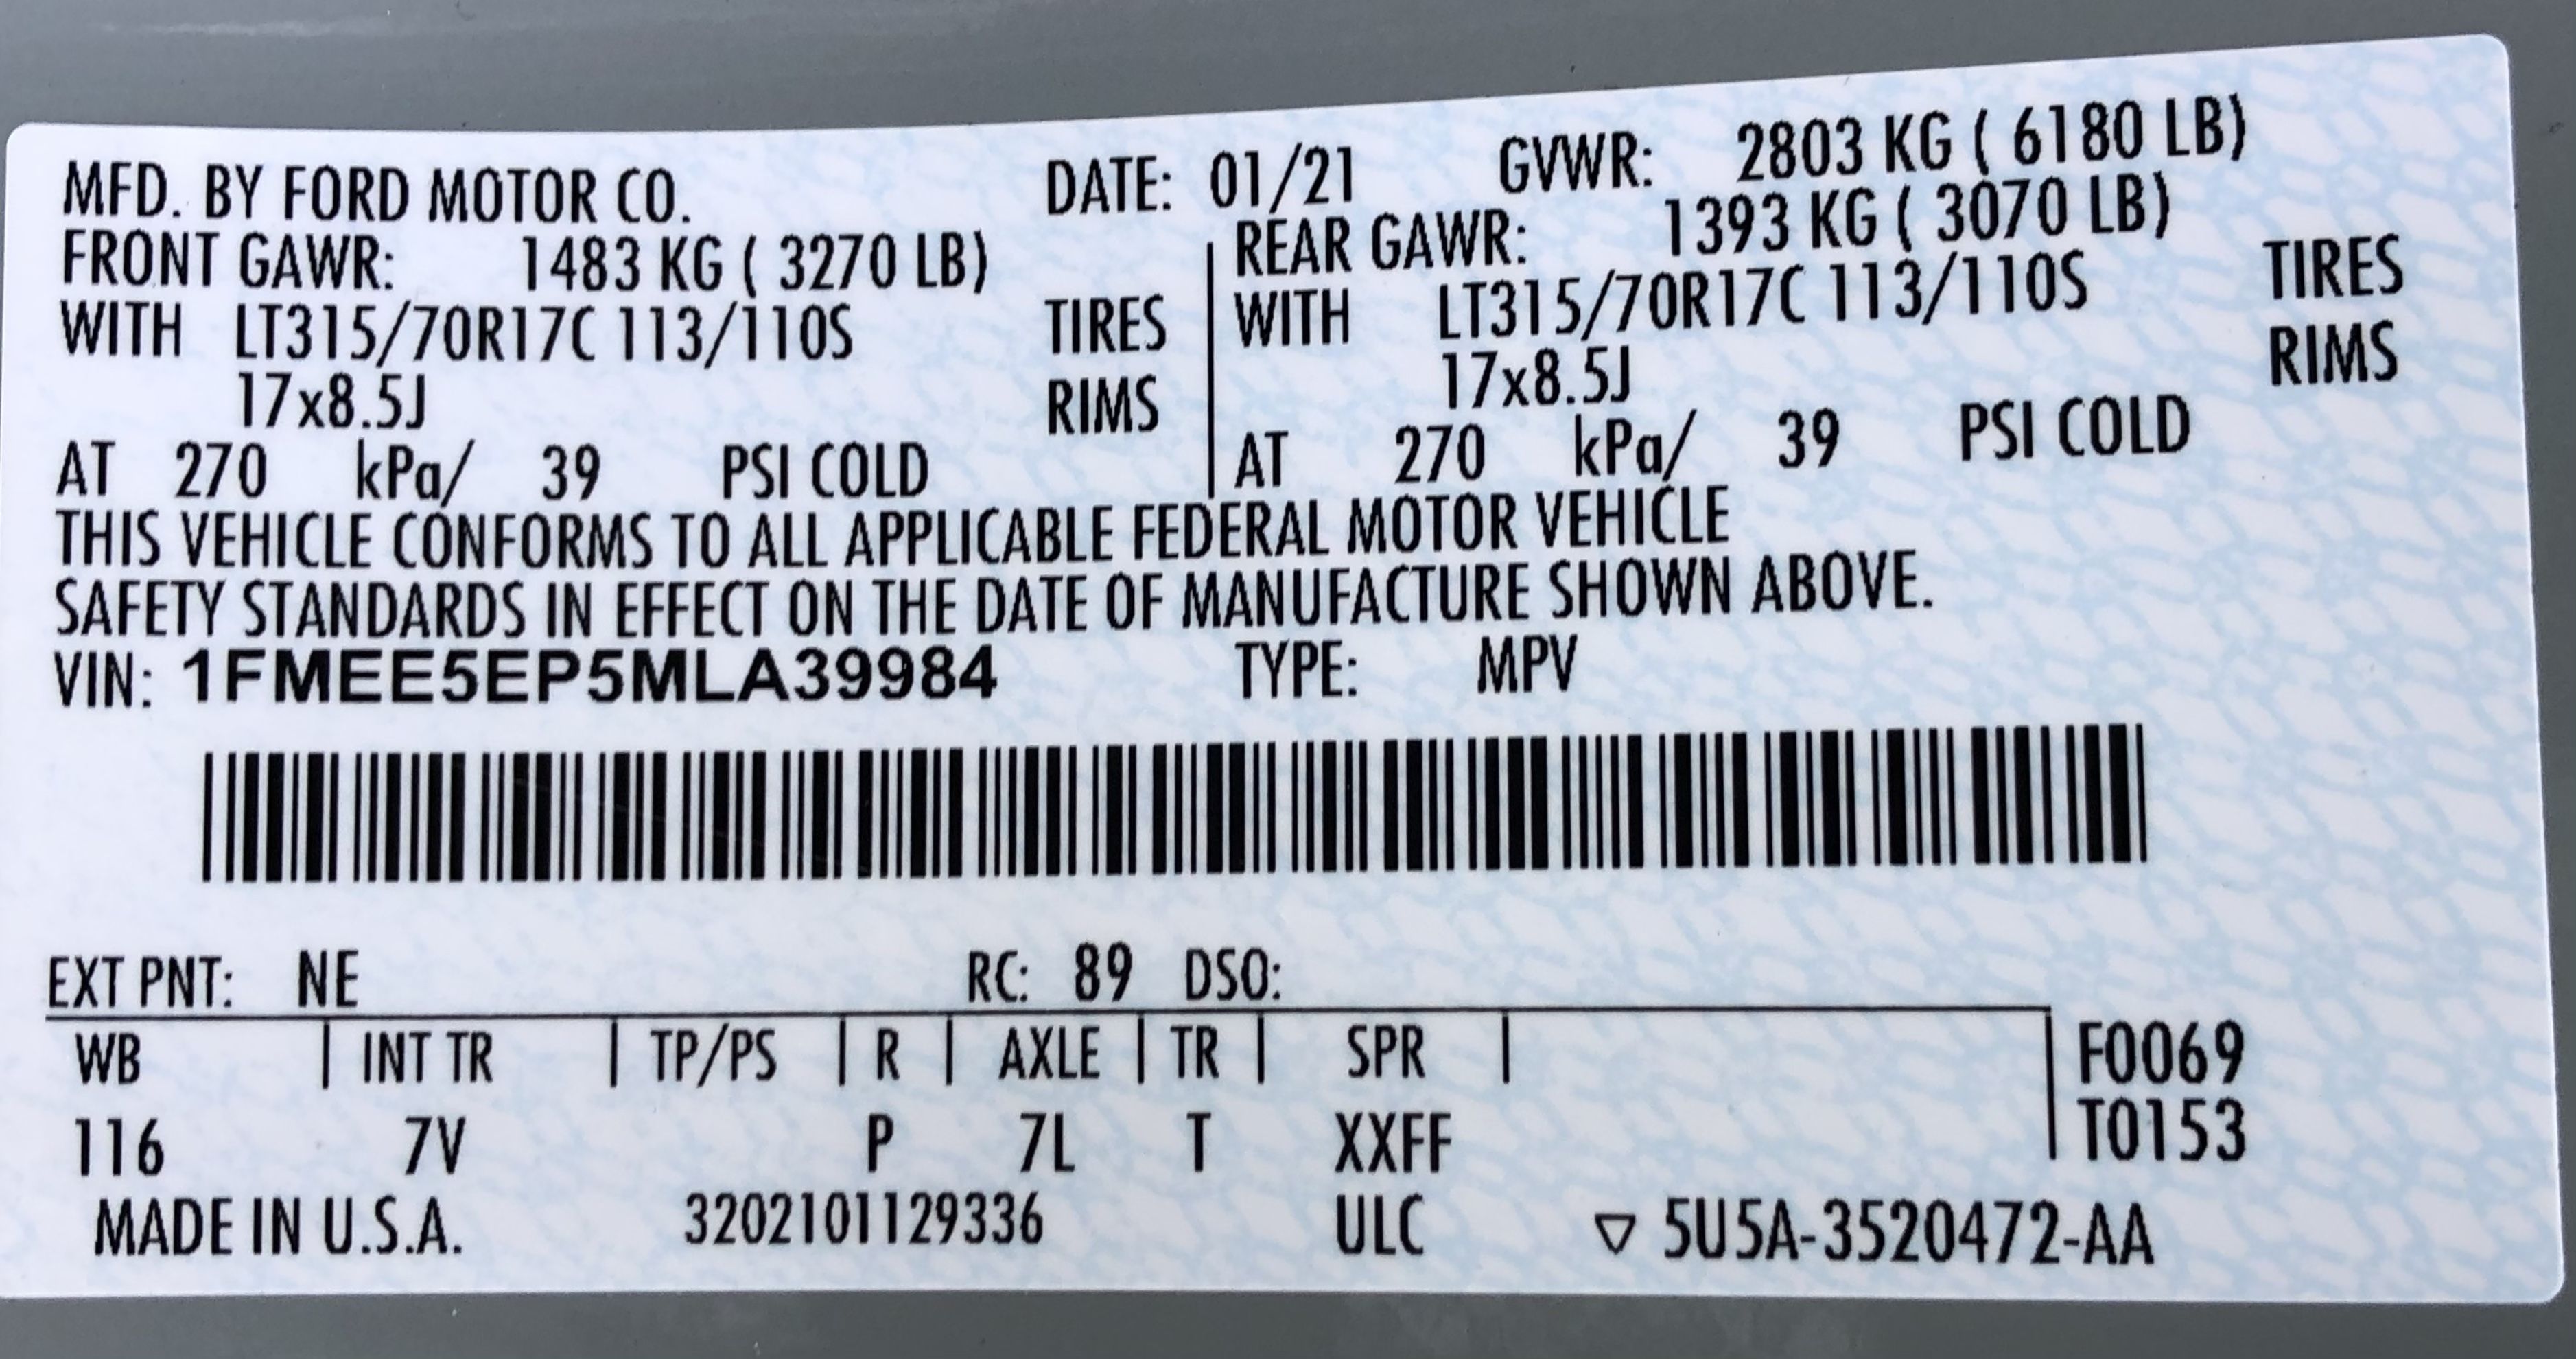 MFD. BY FORD MOTOR CO. DATE: 01/21 GVWR: 2803 KG ( 6180 LB)
FRONT GAWR: 1483 KG ( 3270 LB) REAR GAWR: 1393 KG ( 3070 LB)
WITH LT315/70R17C 113/110S TIRES WITH LT315/70R17C 113/110S TIRES
17x8.5J RIMS 17x8.5J RIMS
AT 270 kPa/ 39 PSI COLD AT 270 kPa/ 39 PSI COLD
THIS VEHICLE CONFORMS TO ALL APPLICABLE FEDERAL MOTOR VEHICLE
SAFETY STANDARDS IN EFFECT ON THE DATE OF MANUFACTURE SHOWN ABOVE.
VIN: 1FMEE5EP5MLA39984 TYPE: MPV
EXT PNT: NE RC: 89 DSO:
WB INT TR TP/PS R AXLE TR SPR F0069
116 7V P 7L T XXFF T0153
MADE IN U.S.A. 3202101129336 ULC ▽ 5U5A-3520472-AA